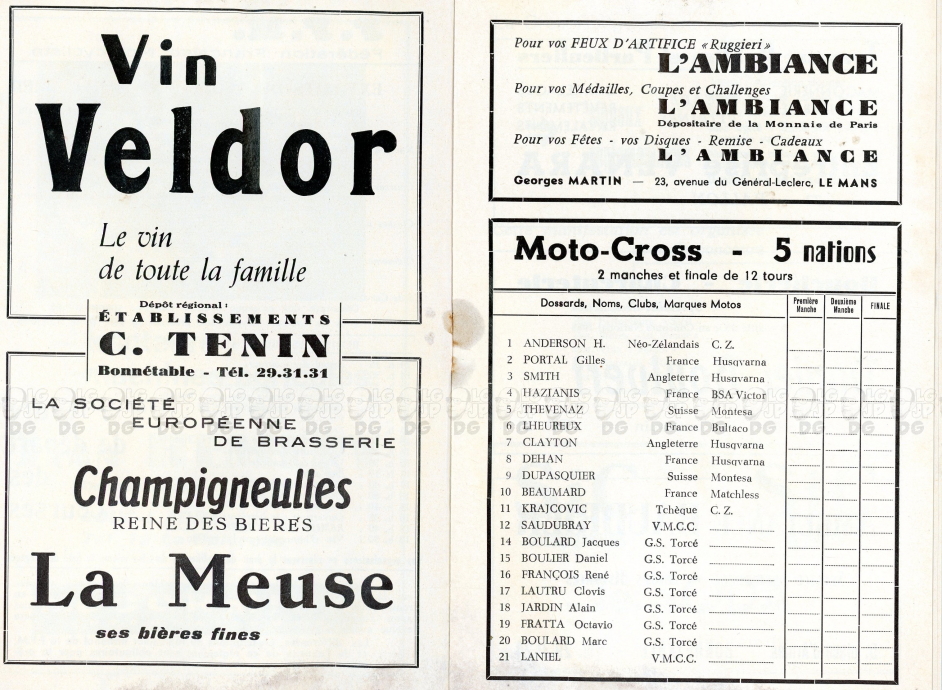 Vin
Veldor
Le vin
de toute la famille
Dépôt régional :
ÉTABLISSEMENTS
C. TENIN
Bonnétable - Tél. 29.31.31
LA SOCIÉTÉ
EUROPÉENNE
DE BRASSERIE
Champigneulles
REINE DES BIERES
La Meuse
ses bières fines
Pour vos FEUX D'ARTIFICE « Ruggieri »
L'AMBIANCE
Pour vos Médailles, Coupes et Challenges
L'AMBIANCE
Dépositaire de la Monnaie de Paris
Pour vos Fêtes - vos Disques - Remise - Cadeaux
L'AMBIANCE
Georges MARTIN — 23, avenue du Général-Leclerc, LE MANS
Moto-Cross - 5 nations
2 manches et finale de 12 tours
Dossards, Noms, Clubs, Marques Motos Première Manche Deuxième Manche FINALE
1 ANDERSON H. Néo-Zélandais C. Z.
2 PORTAL Gilles France Husqvarna
3 SMITH Angleterre Husqvarna
4 HAZIANIS France BSA Victor
5 THEVENAZ Suisse Montesa
6 LHEUREUX France Bultaco
7 CLAYTON Angleterre Husqvarna
8 DEHAN France Husqvarna
9 DUPASQUIER Suisse Montesa
10 BEAUMARD France Matchless
11 KRAJCOVIC Tchèque C. Z.
12 SAUDUBRAY V.M.C.C.
14 BOULARD Jacques G.S. Torcé
15 BOULIER Daniel G.S. Torcé
16 FRANÇOIS René G.S. Torcé
17 LAUTRU Clovis G.S. Torcé
18 JARDIN Alain G.S. Torcé
19 FRATTA Octavio G.S. Torcé
20 BOULARD Marc G.S. Torcé
21 LANIEL V.M.C.C.